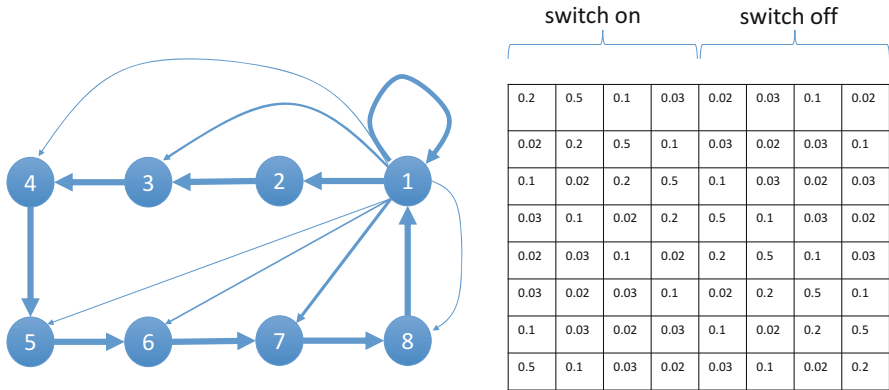 switch on switch off
4 3 2 1
5 6 7 8
0.2 0.5 0.1 0.03 0.02 0.03 0.1 0.02
0.02 0.2 0.5 0.1 0.03 0.02 0.03 0.1
0.1 0.02 0.2 0.5 0.1 0.03 0.02 0.03
0.03 0.1 0.02 0.2 0.5 0.1 0.03 0.02
0.02 0.03 0.1 0.02 0.2 0.5 0.1 0.03
0.03 0.02 0.03 0.1 0.02 0.2 0.5 0.1
0.1 0.03 0.02 0.03 0.1 0.02 0.2 0.5
0.5 0.1 0.03 0.02 0.03 0.1 0.02 0.2